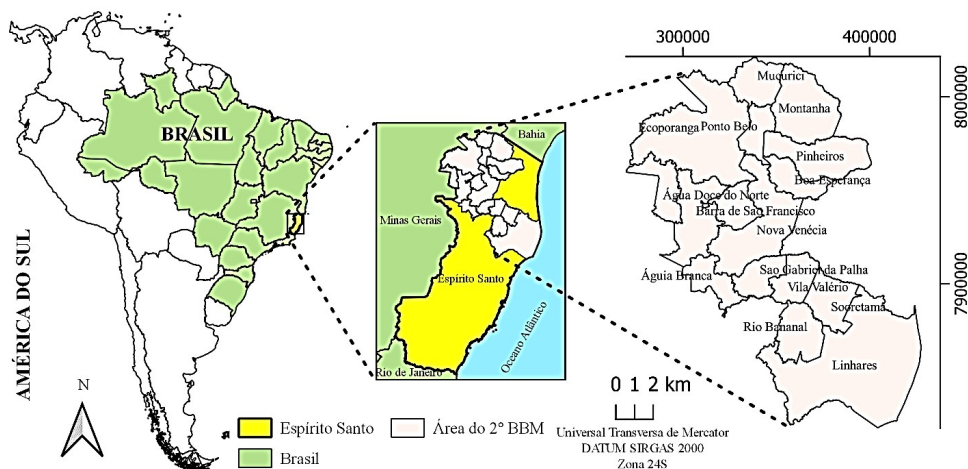 300000
400000
8000000
7900000
BRASIL
AMÉRICA DO SUL
N
Bahia
Minas Gerais
Espírito Santo
Oceano Atlântico
Rio de Janeiro
Mucurici
Montanha
Ecoporanga
Ponto Belo
Pinheiros
Boa Esperança
Água Doce do Norte
Barra de São Francisco
Nova Venécia
Águia Branca
Sao Gabriel da Palha
Vila Valério
Sooretama
Rio Bananal
Linhares
Espírito Santo
Área do 2º BBM
Brasil
0 1 2 km
Universal Transversa de Mercator
DATUM SIRGAS 2000
Zona 24S